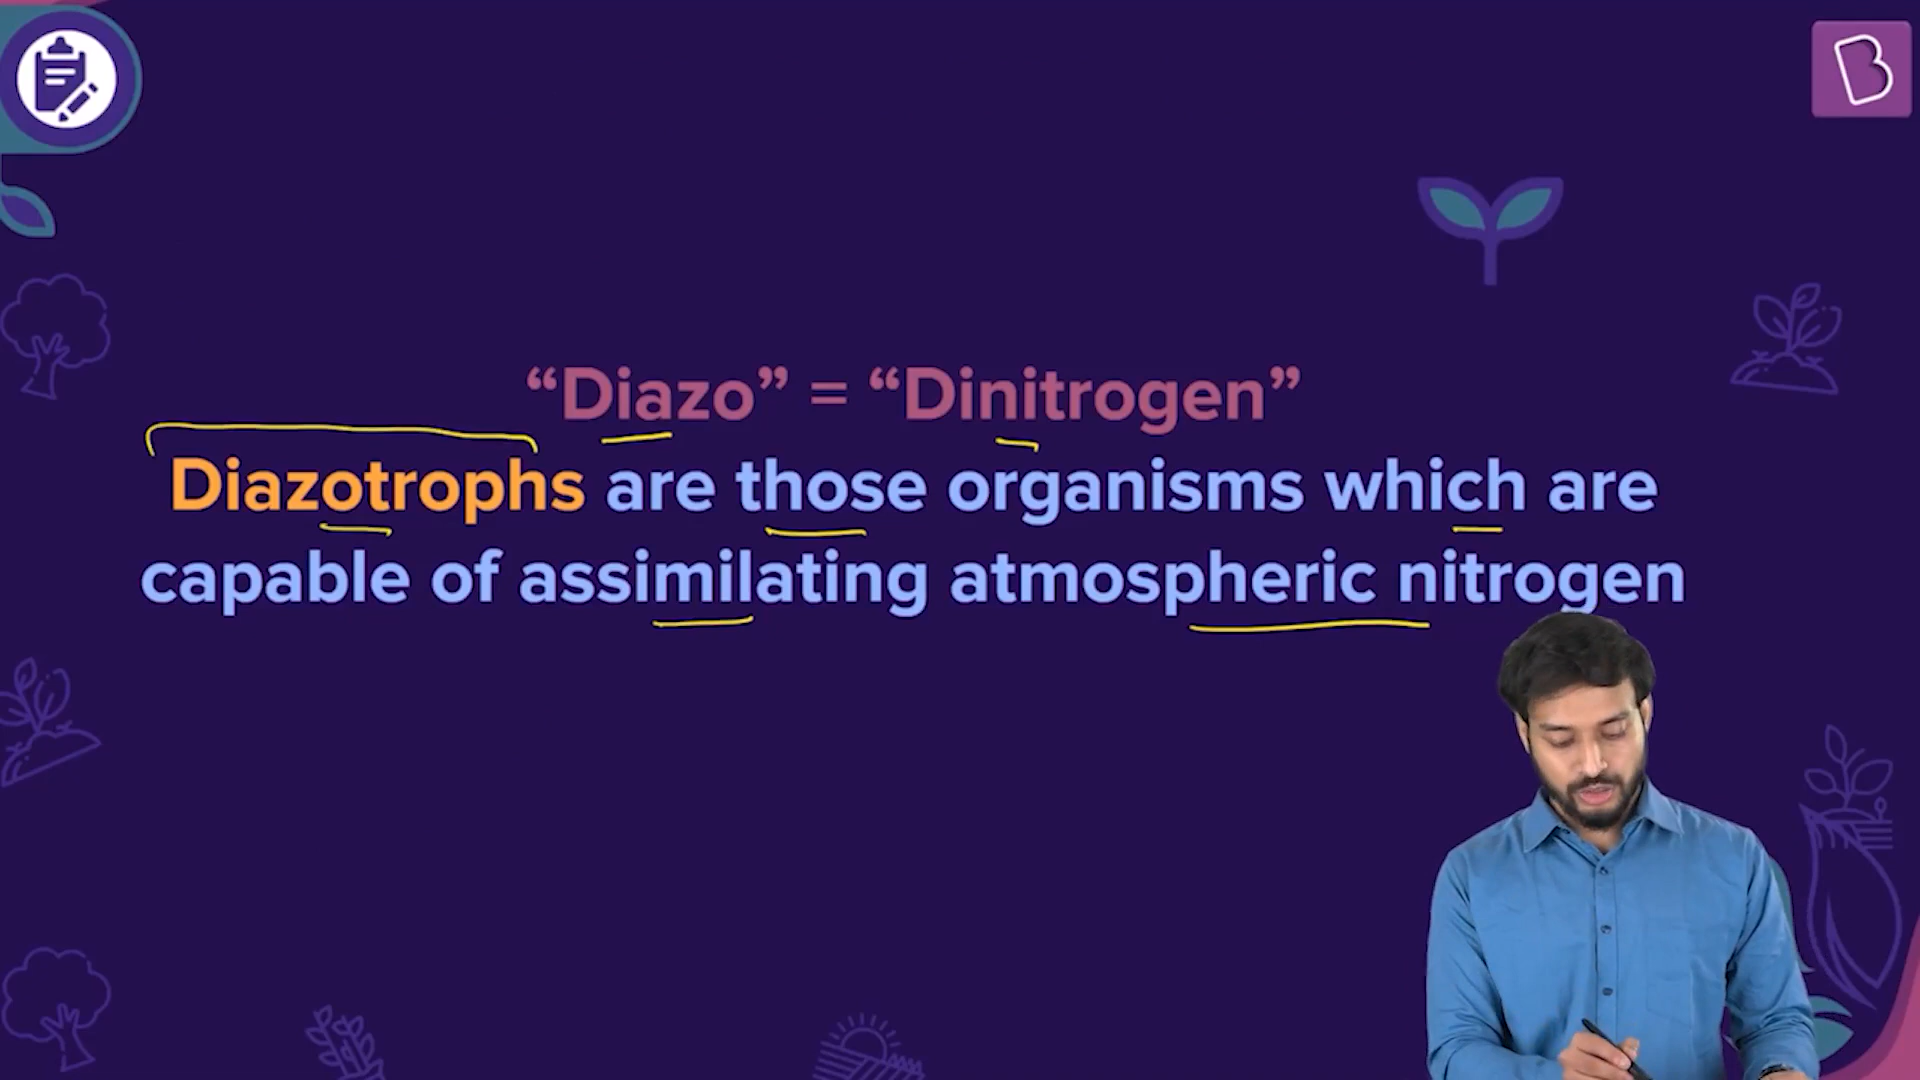 “Diazo” = “Dinitrogen”
Diazotrophs are those organisms which are
capable of assimilating atmospheric nitrogen